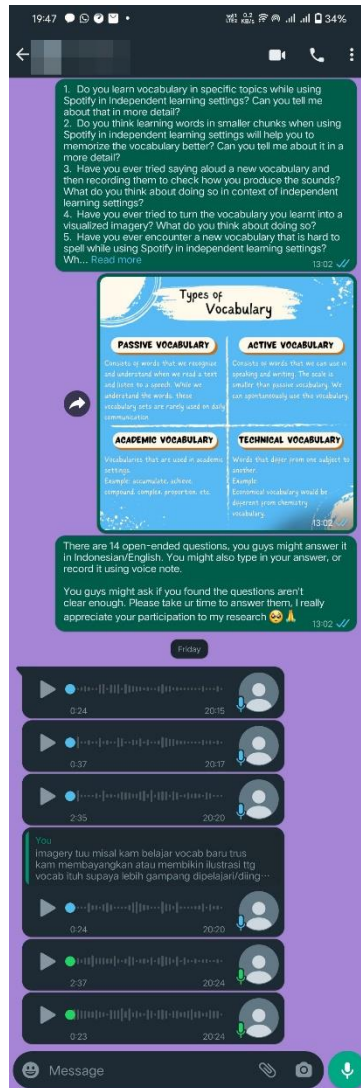 19:47
34%
1. Do you learn vocabulary in specific topics while using
Spotify in Independent learning settings? Can you tell me
about that in more detail?
2. Do you think learning words in smaller chunks when using
Spotify in independent learning settings will help you to
memorize the vocabulary better? Can you tell me about it in a
more detail?
3. Have you ever tried saying aloud a new vocabulary and
then recording them to check how you produce the sounds?
What do you think about doing so in context of independent
learning settings?
4. Have you ever tried to turn the vocabulary you learnt into a
visualized imagery? What do you think about doing so?
5. Have you ever encounter a new vocabulary that is hard to
spell while using Spotify in independent learning settings?
Wh... Read more
13:02
Types of
Vocabulary
PASSIVE VOCABULARY
Consists of words that we recognise
and understand when we read a text
and listen to a speech. While we
understand the words, these
vocabulary sets are rarely used on daily
communication.
ACTIVE VOCABULARY
Consists of words that we can use in
speaking and writing. The scale is
smaller than passive vocabulary. We
can spontaneously use this vocabulary.
ACADEMIC VOCABULARY
Vocabularies that are used in academic
settings.
Example: accumulate, achieve,
compound, complex, proportion, etc.
TECHNICAL VOCABULARY
Words that differ from one subject to
another.
Example:
Economical vocabulary would be
different from chemistry
vocabulary.
13:02
There are 14 open-ended questions, you guys might answer it
in Indonesian/English. You might also type in your answer, or
record it using voice note.
You guys might ask if you found the questions aren't
clear enough. Please take ur time to answer them, I really
appreciate your participation to my research 🥺🙏
13:02
Friday
0:24 20:15
0:37 20:17
2:35 20:20
You
imagery tuu misal kam belajar vocab baru trus
kam membayangkan atau membikin ilustrasi ttg
vocab ituh supaya lebih gampang dipelajari/diing...
0:24 20:20
2:37 20:24
0:23 20:24
Message